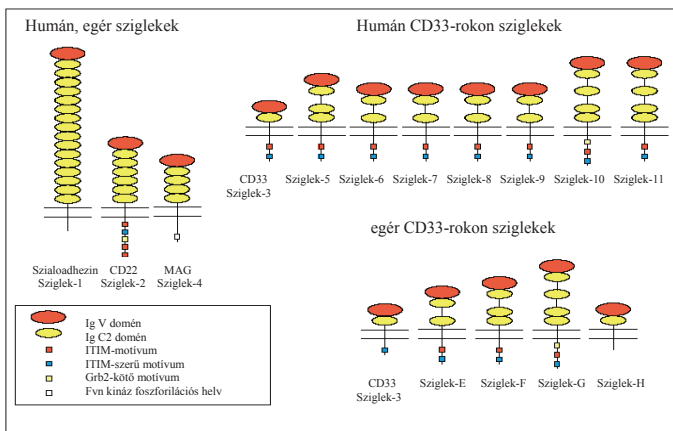 Humán, egér sziglekek
Szialoadhezin
Sziglek-1
CD22
Sziglek-2
MAG
Sziglek-4
Ig V domén
Ig C2 domén
ITIM-motívum
ITIM-szerű motívum
Grb2-kötő motívum
Fvn kináz foszforilációs helv
Humán CD33-rokon sziglekek
CD33
Sziglek-3
Sziglek-5
Sziglek-6
Sziglek-7
Sziglek-8
Sziglek-9
Sziglek-10
Sziglek-11
egér CD33-rokon sziglekek
CD33
Sziglek-3
Sziglek-E
Sziglek-F
Sziglek-G
Sziglek-H